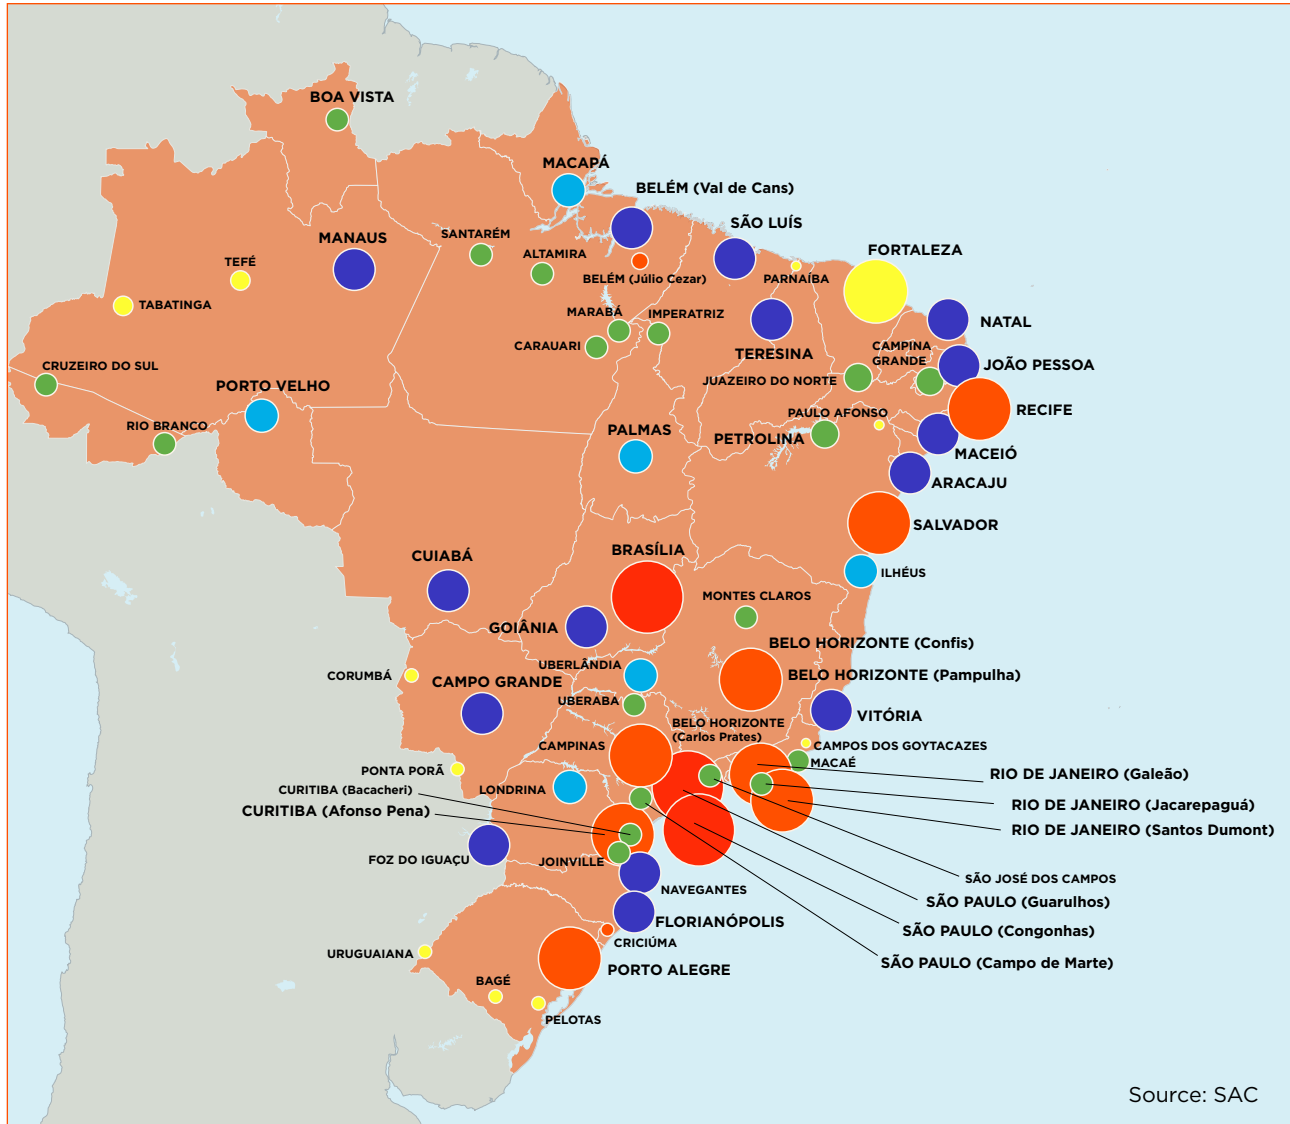 BOA VISTA
MACAPÁ
BELÉM (Val de Cans)
SÃO LUÍS
SANTARÉM
MANAUS
ALTAMIRA
FORTALEZA
TEFÉ
BELÉM (Júlio Cezar)
PARNAÍBA
TABATINGA
MARABÁ
IMPERATRIZ
NATAL
CARAUARI
TERESINA
CAMPINA
GRANDE
JOÃO PESSOA
CRUZEIRO DO SUL
PORTO VELHO
JUAZEIRO DO NORTE
RECIFE
PAULO AFONSO
RIO BRANCO
PALMAS
PETROLINA
MACEIÓ
ARACAJU
SALVADOR
CUIABÁ
BRASÍLIA
ILHÉUS
MONTES CLAROS
GOIÂNIA
BELO HORIZONTE (Confis)
UBERLÂNDIA
CORUMBÁ
BELO HORIZONTE (Pampulha)
CAMPO GRANDE
UBERABA
VITÓRIA
BELO HORIZONTE
(Carlos Prates)
CAMPINAS
CAMPOS DOS GOYTACAZES
MACAÉ
PONTA PORÃ
RIO DE JANEIRO (Galeão)
CURITIBA (Bacacheri)
LONDRINA
RIO DE JANEIRO (Jacarepaguá)
CURITIBA (Afonso Pena)
RIO DE JANEIRO (Santos Dumont)
FOZ DO IGUAÇU
JOINVILLE
SÃO JOSÉ DOS CAMPOS
NAVEGANTES
SÃO PAULO (Guarulhos)
FLORIANÓPOLIS
SÃO PAULO (Congonhas)
CRICIÚMA
URUGUAIANA
SÃO PAULO (Campo de Marte)
PORTO ALEGRE
BAGÉ
PELOTAS
Source: SAC